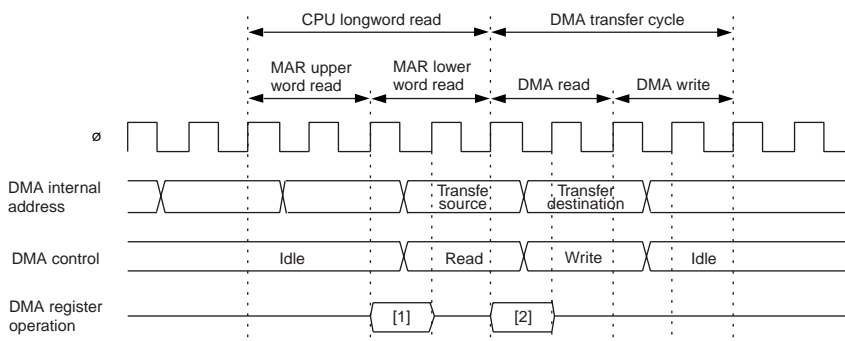 CPU longword read
DMA transfer cycle
MAR upper
word read
MAR lower
word read
DMA read
DMA write
ø
DMA internal
address
Transfe
source
Transfer
destination
DMA control
Idle
Read
Write
Idle
DMA register
operation
[1]
[2]